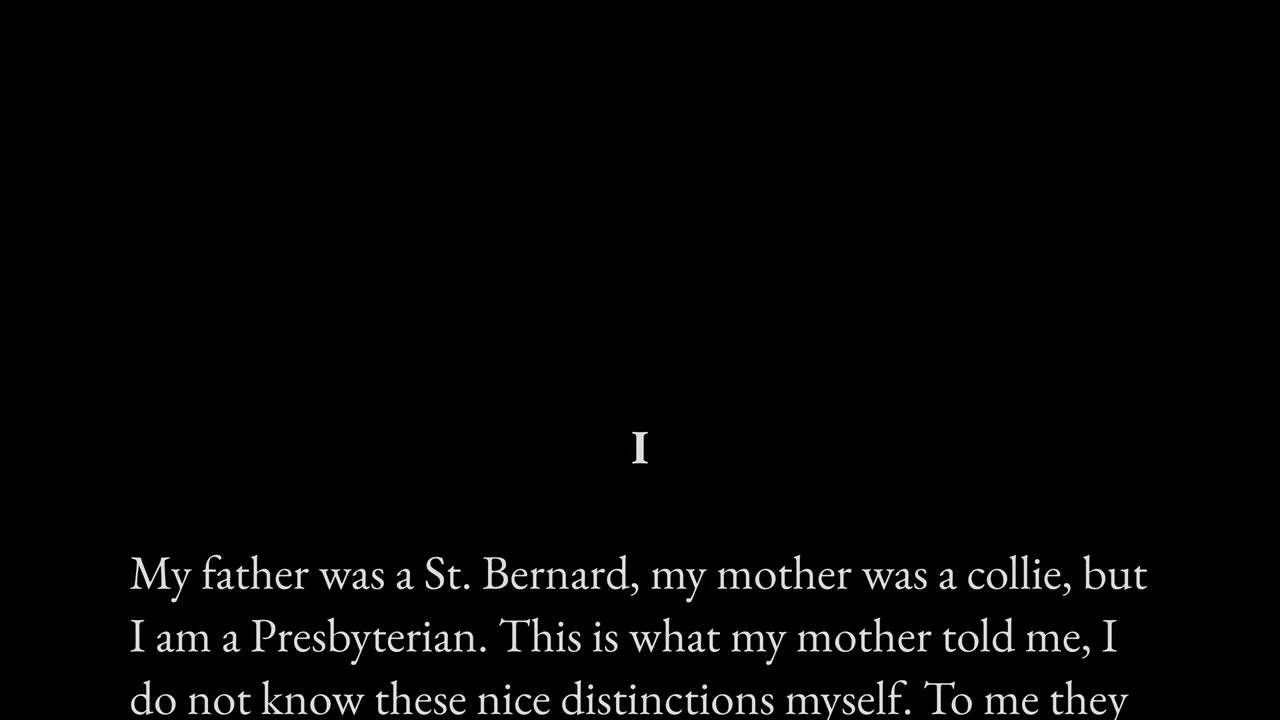 I
My father was a St. Bernard, my mother was a collie, but
I am a Presbyterian. This is what my mother told me, I
do not know these nice distinctions myself. To me they